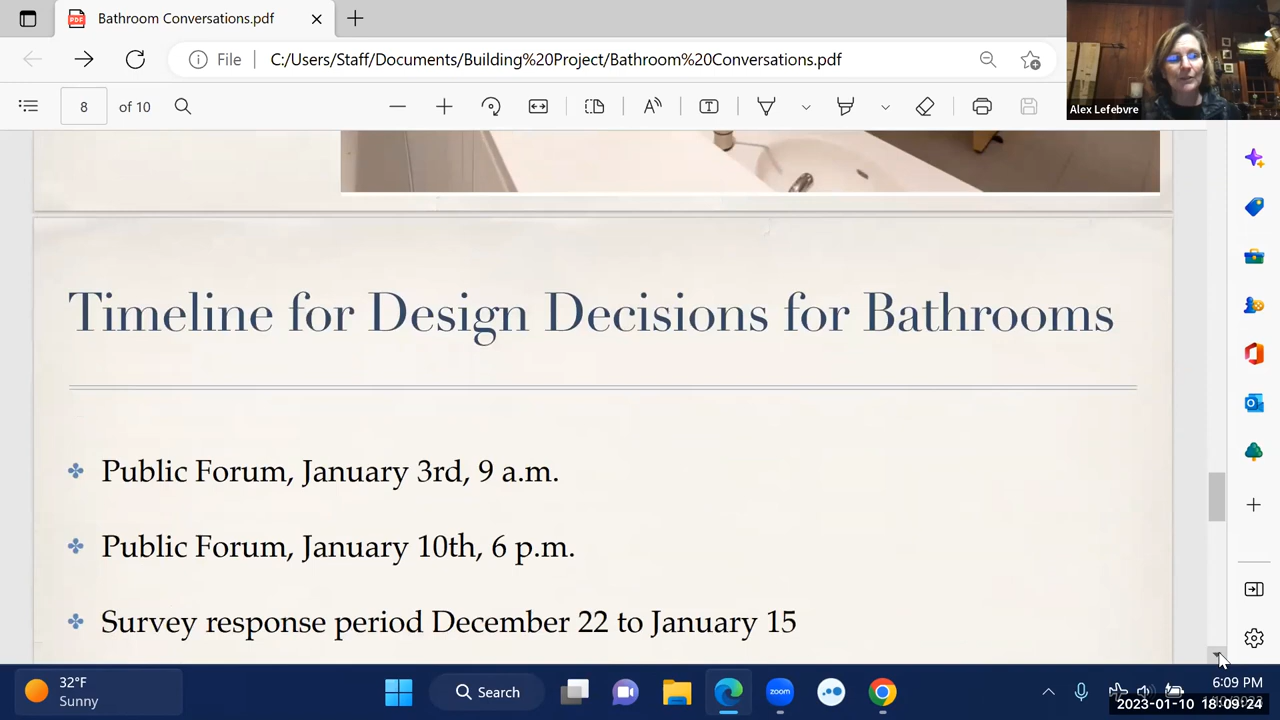 Bathroom Conversations.pdf
File
C:/Users/Staff/Documents/Building%20Project/Bathroom%20Conversations.pdf
8
of 10
Alex Lefebvre
Timeline for Design Decisions for Bathrooms
Public Forum, January 3rd, 9 a.m.
Public Forum, January 10th, 6 p.m.
Survey response period December 22 to January 15
32°F
Sunny
Search
zoom
6:09 PM
2023-01-10 18:09:24